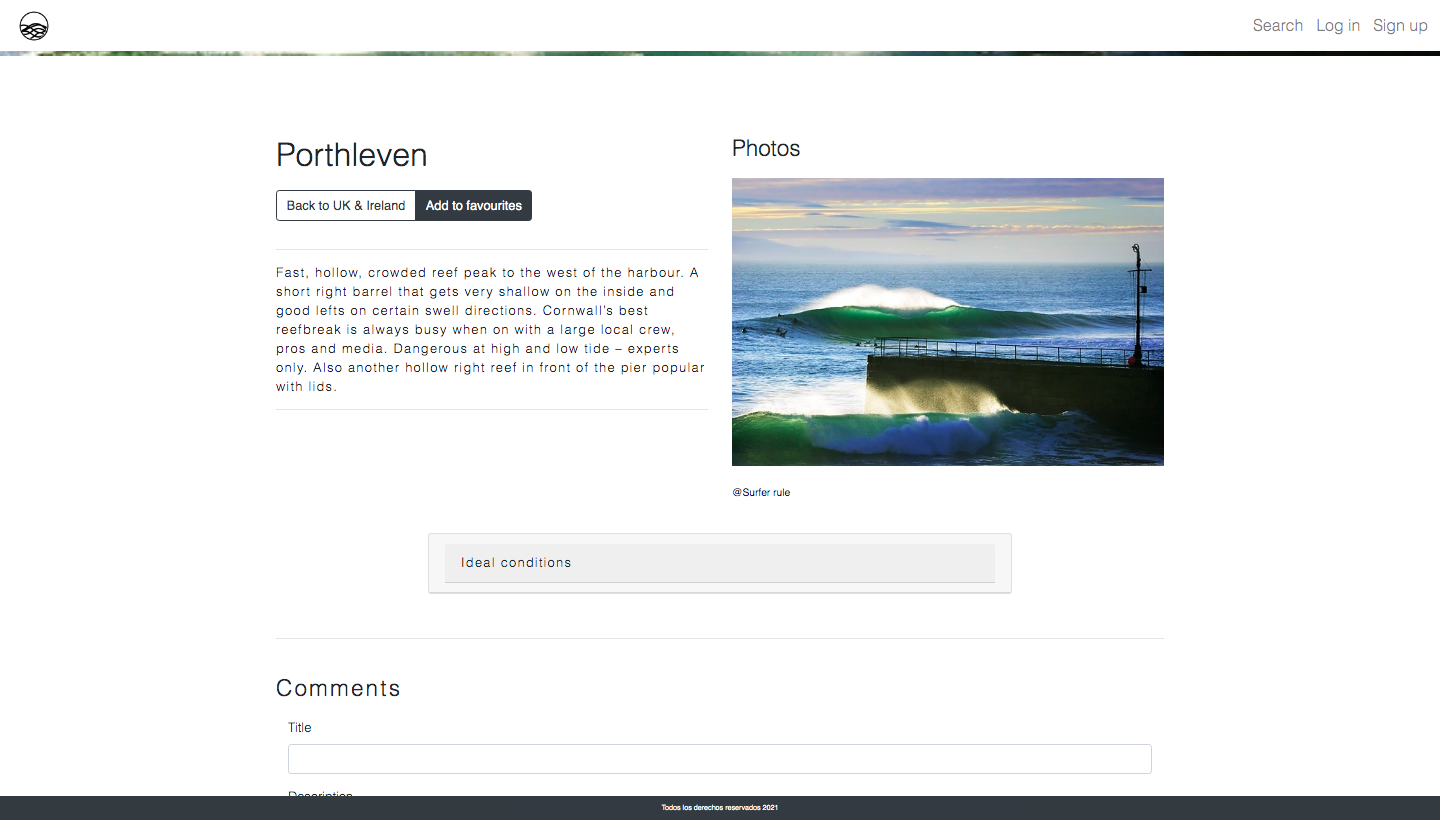 Search Log in Sign up
Porthleven
Back to UK & Ireland Add to favourites
Fast, hollow, crowded reef peak to the west of the harbour. A
short right barrel that gets very shallow on the inside and
good lefts on certain swell directions. Cornwall's best
reefbreak is always busy when on with a large local crew,
pros and media. Dangerous at high and low tide – experts
only. Also another hollow right reef in front of the pier popular
with lids.
Photos
@Surfer rule
Ideal conditions
Comments
Title
Description
Todos los derechos reservados 2021